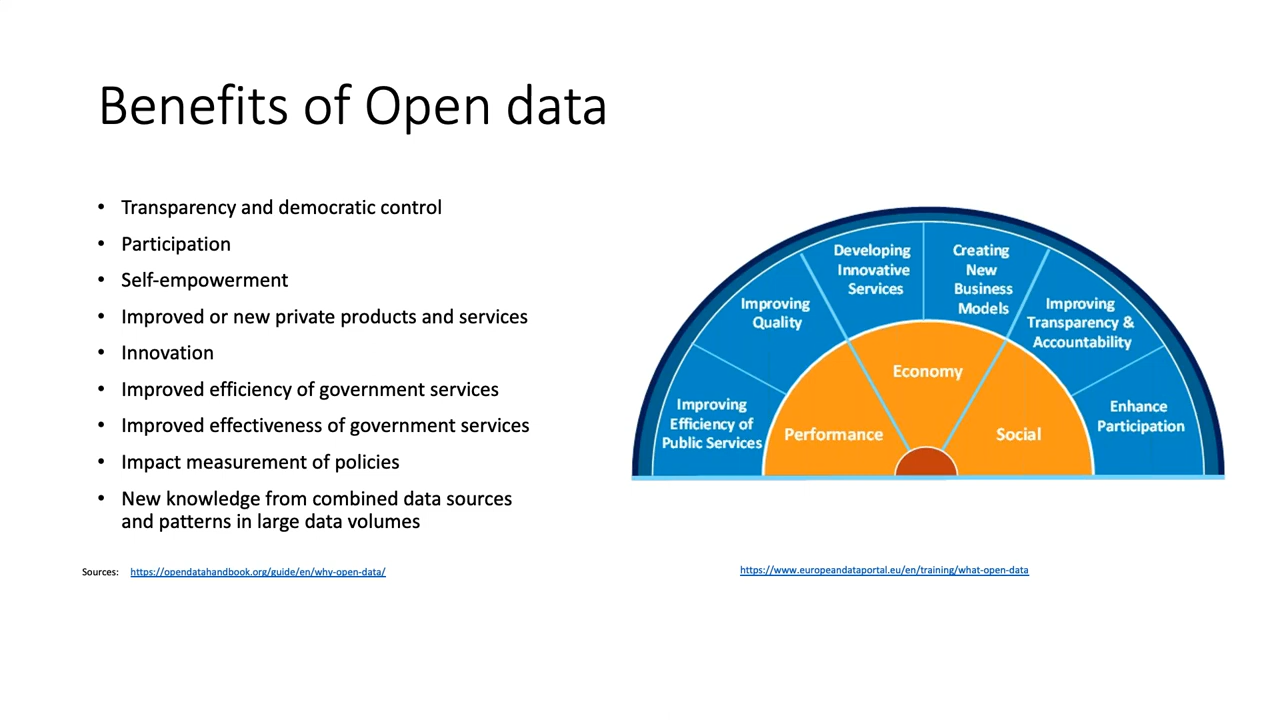 Benefits of Open data
• Transparency and democratic control
• Participation
• Self-empowerment
• Improved or new private products and services
• Innovation
• Improved efficiency of government services
• Improved effectiveness of government services
• Impact measurement of policies
• New knowledge from combined data sources
and patterns in large data volumes
Sources: https://opendatahandbook.org/guide/en/why-open-data/
Improving
Efficiency of
Public Services
Improving
Quality
Developing
Innovative
Services
Creating
New
Business
Models
Improving
Transparency &
Accountability
Enhance
Participation
Performance
Economy
Social
https://www.europeandataportal.eu/en/training/what-open-data